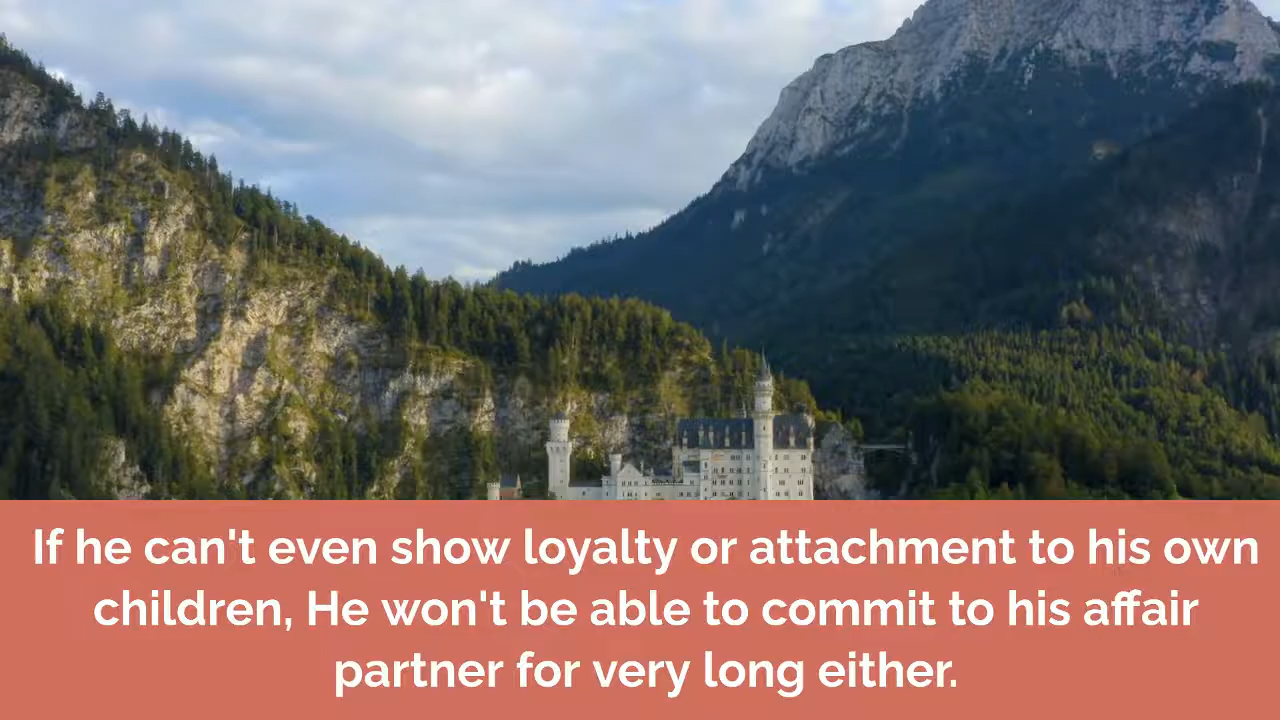 If he can't even show loyalty or attachment to his own
children, He won't be able to commit to his affair
partner for very long either.